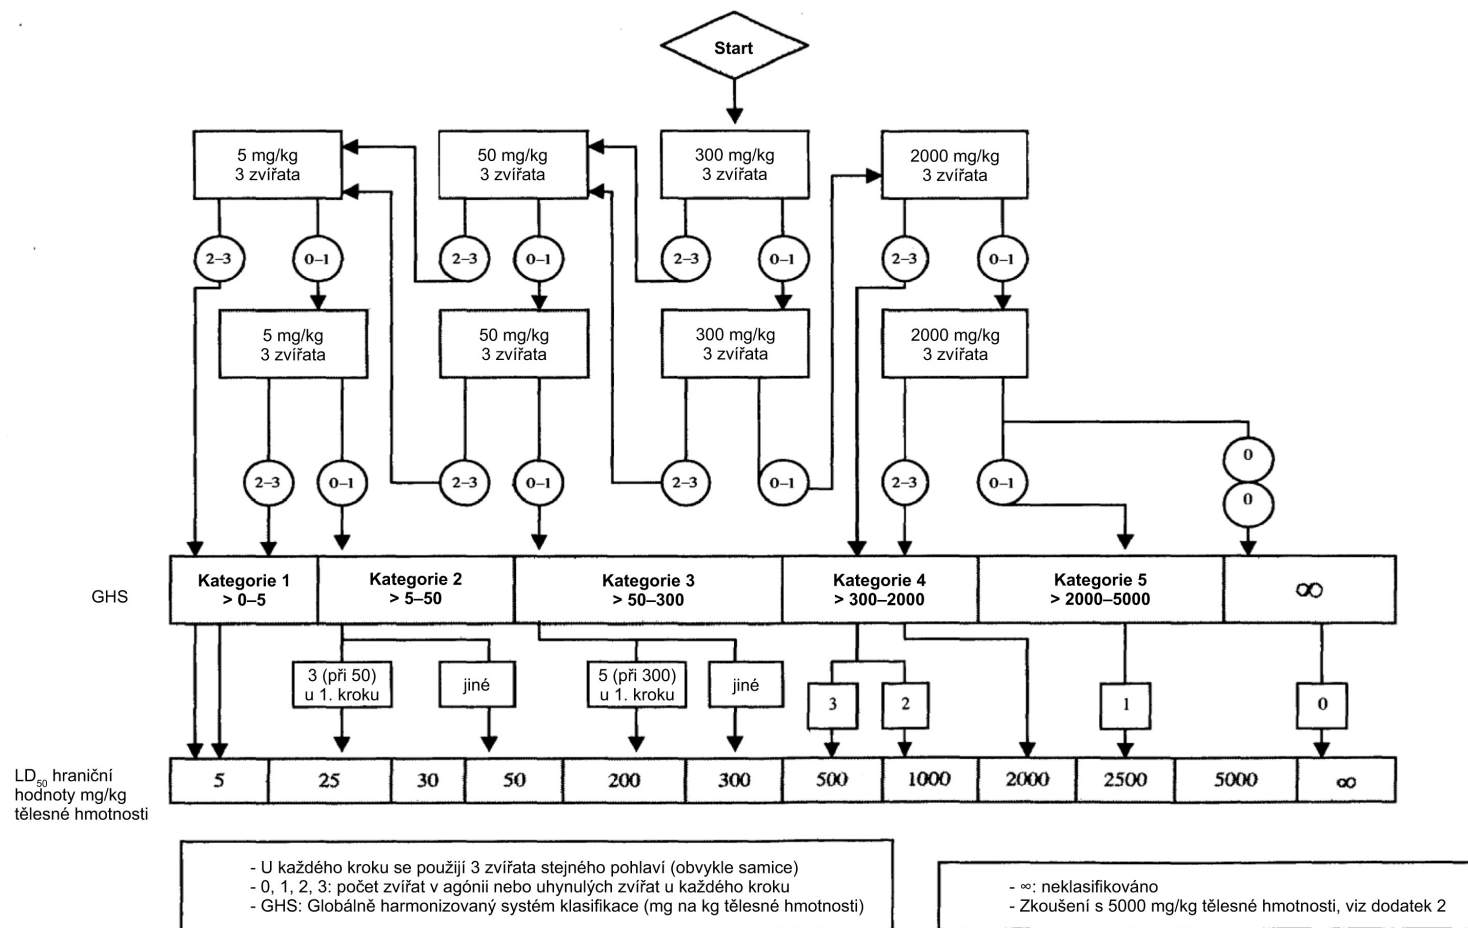 Start
5 mg/kg
3 zvířata
50 mg/kg
3 zvířata
300 mg/kg
3 zvířata
2000 mg/kg
3 zvířata
2–3
0–1
2–3
0–1
2–3
0–1
2–3
0–1
5 mg/kg
3 zvířata
50 mg/kg
3 zvířata
300 mg/kg
3 zvířata
2000 mg/kg
3 zvířata
2–3
0–1
2–3
0–1
2–3
0–1
2–3
0–1
0
0
GHS
Kategorie 1
> 0–5
Kategorie 2
> 5–50
Kategorie 3
> 50–300
Kategorie 4
> 300–2000
Kategorie 5
> 2000–5000
∞
3 (při 50)
u 1. kroku
jiné
5 (při 300)
u 1. kroku
jiné
3
2
1
0
LD50 hraniční
hodnoty mg/kg
tělesné hmotnosti
5
25
30
50
200
300
500
1000
2000
2500
5000
∞
- U každého kroku se použijí 3 zvířata stejného pohlaví (obvykle samice)
- 0, 1, 2, 3: počet zvířat v agónii nebo uhynulých zvířat u každého kroku
- GHS: Globálně harmonizovaný systém klasifikace (mg na kg tělesné hmotnosti)
- ∞: neklasifikováno
- Zkoušení s 5000 mg/kg tělesné hmotnosti, viz dodatek 2